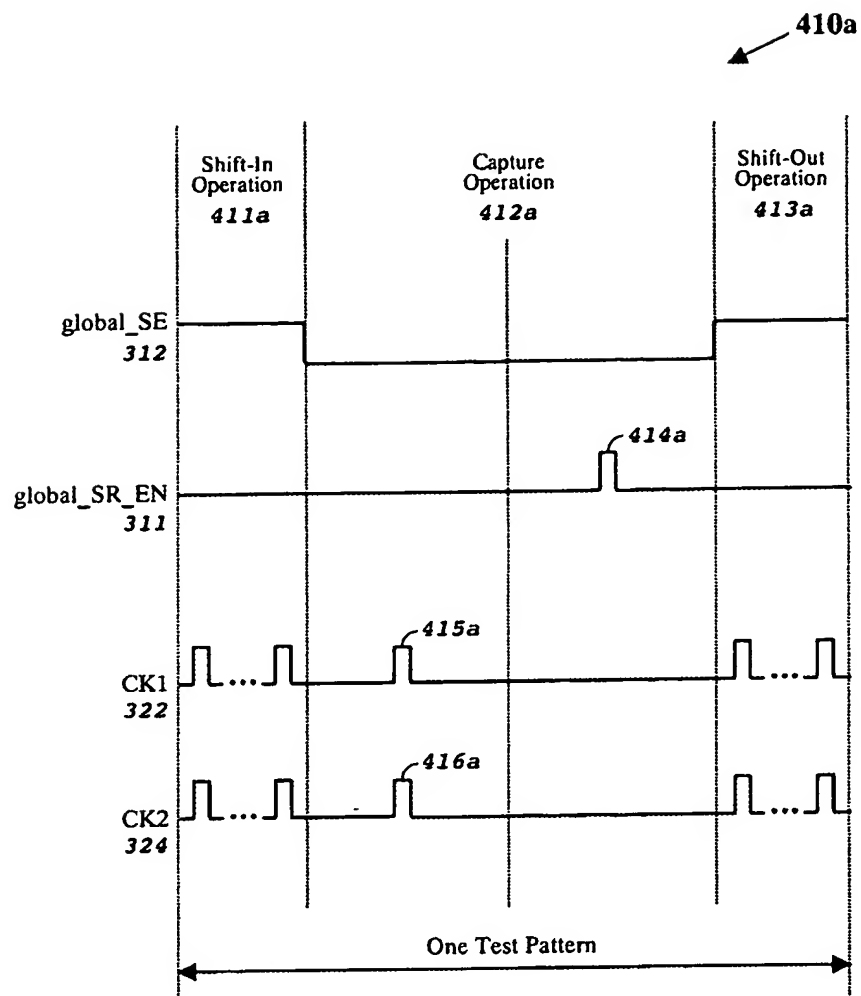 410a
Shift-In
Operation
411a
Capture
Operation
412a
Shift-Out
Operation
413a
global_SE
312
414a
global_SR_EN
311
415a
CK1
322
416a
CK2
324
One Test Pattern